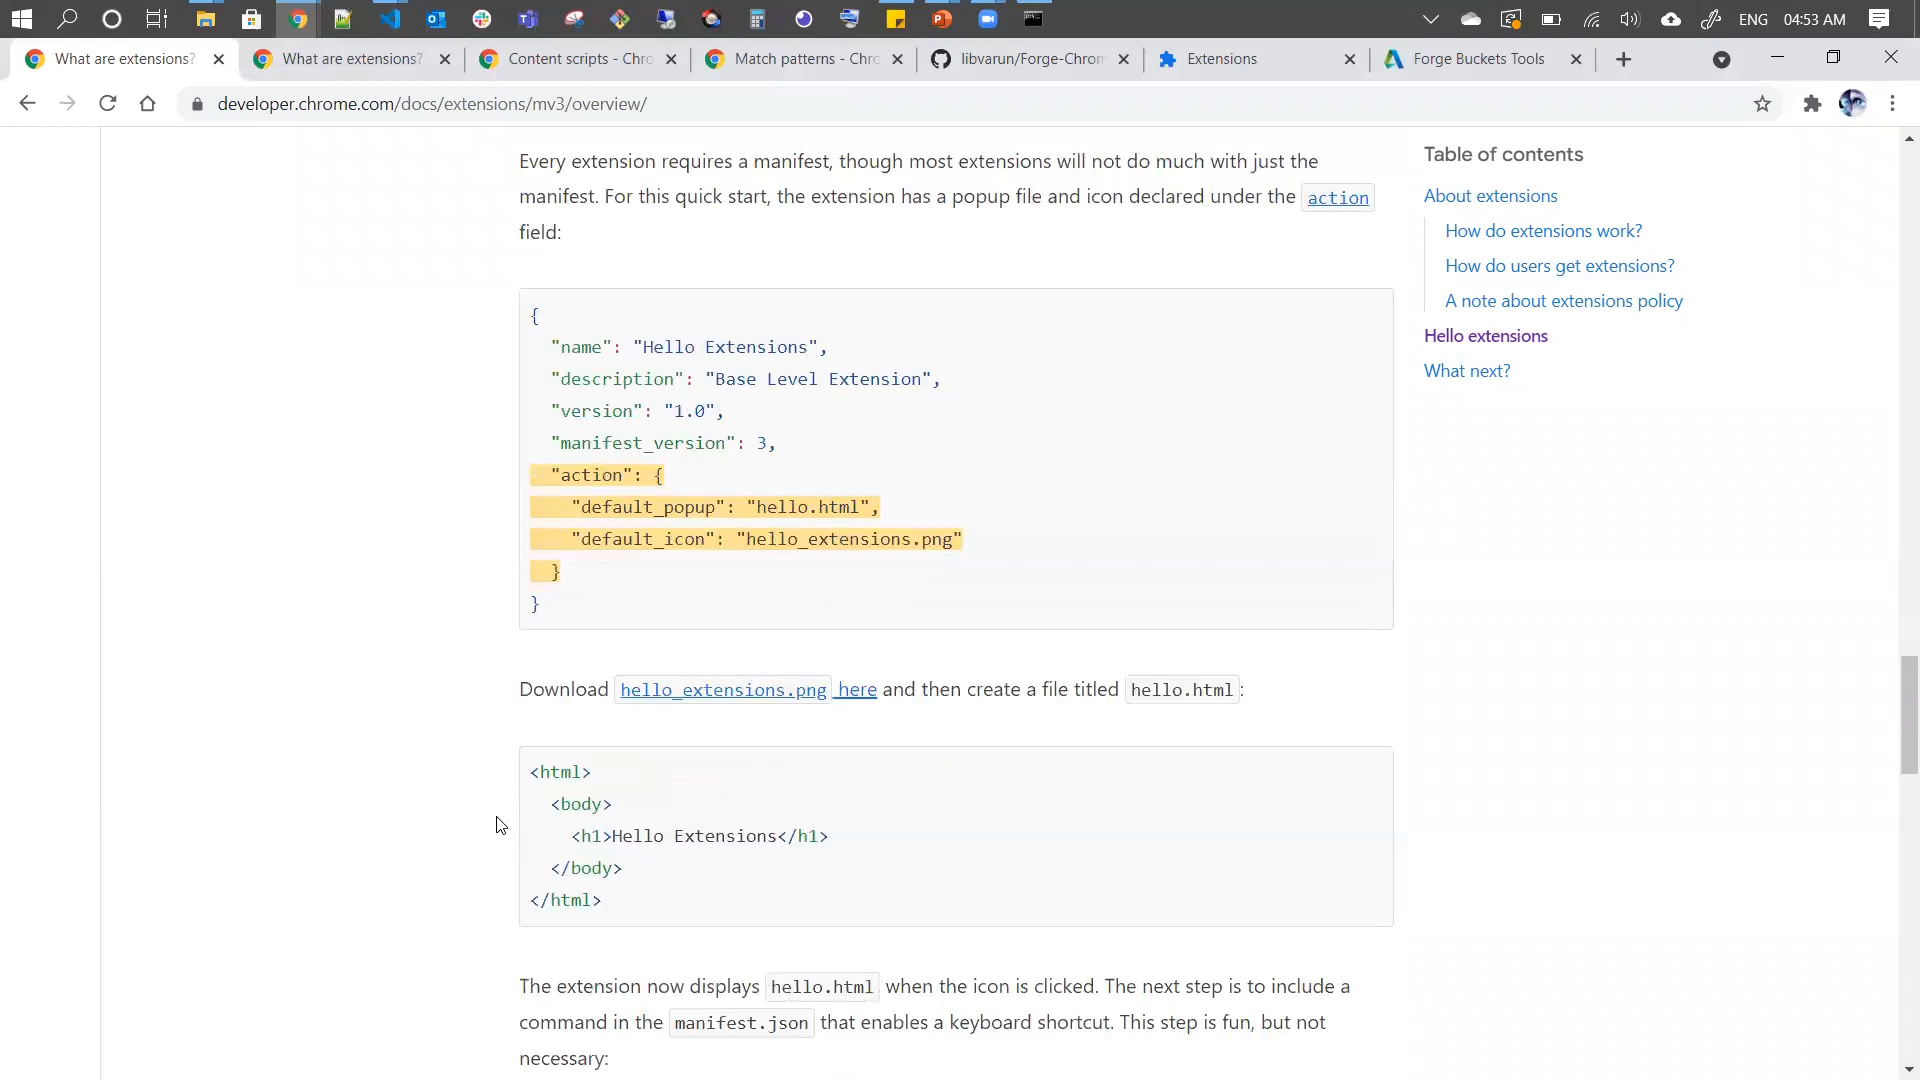 ENG 04:53 AM
What are extensions?
What are extensions?
Content scripts - Chro
Match patterns - Chro
libvarun/Forge-Chrom
Extensions
Forge Buckets Tools
developer.chrome.com/docs/extensions/mv3/overview/
Every extension requires a manifest, though most extensions will not do much with just the
manifest. For this quick start, the extension has a popup file and icon declared under the action
field:
{
"name": "Hello Extensions",
"description": "Base Level Extension",
"version": "1.0",
"manifest_version": 3,
"action": {
"default_popup": "hello.html",
"default_icon": "hello_extensions.png"
}
}
Download hello_extensions.png here and then create a file titled hello.html:
<html>
<body>
<h1>Hello Extensions</h1>
</body>
</html>
The extension now displays hello.html when the icon is clicked. The next step is to include a
command in the manifest.json that enables a keyboard shortcut. This step is fun, but not
necessary:
Table of contents
About extensions
How do extensions work?
How do users get extensions?
A note about extensions policy
Hello extensions
What next?